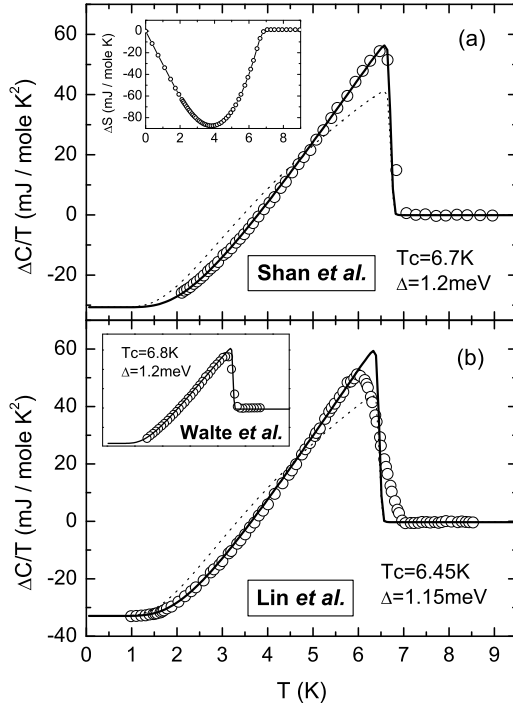 (a)
ΔC/T (mJ / mole K²)
60
40
20
0
-20
ΔS (mJ / mole K)
0
-20
-40
-60
-80
0 2 4 6 8
Shan et al.
Tc=6.7K
Δ=1.2meV
(b)
ΔC/T (mJ / mole K²)
60
40
20
0
-20
-40
Tc=6.8K
Δ=1.2meV
Walte et al.
Lin et al.
Tc=6.45K
Δ=1.15meV
0 1 2 3 4 5 6 7 8 9
T (K)